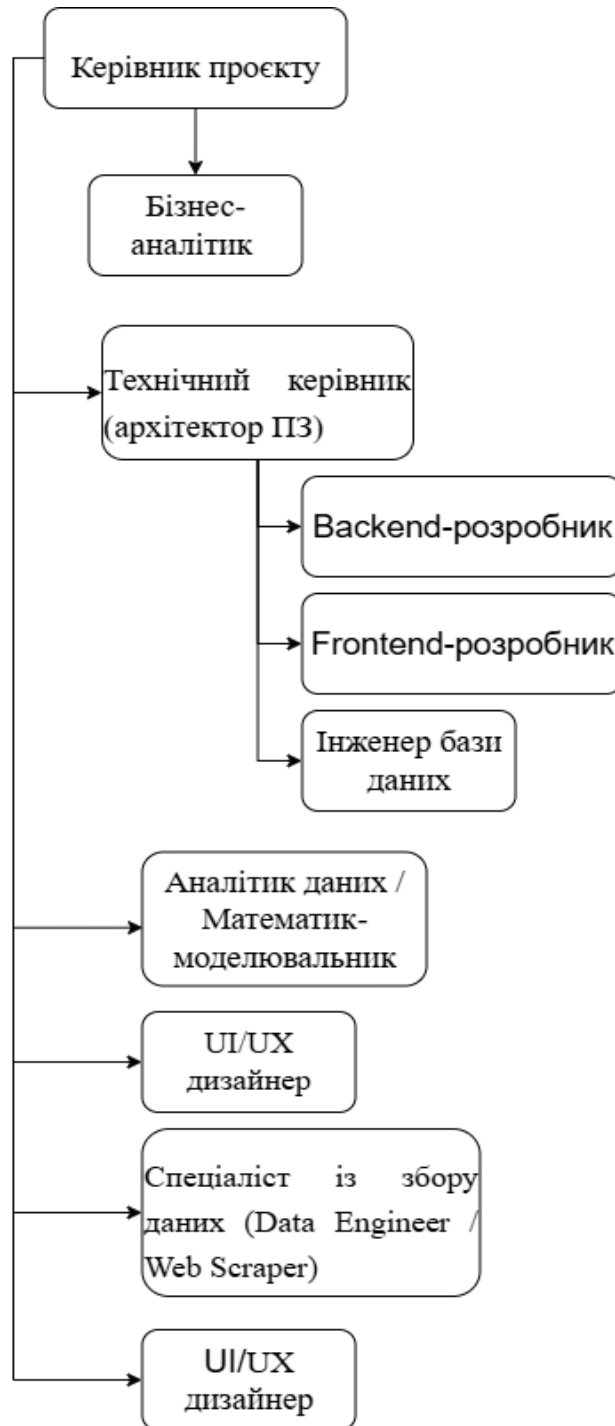 Керівник проєкту
Бізнес-
аналітик
Технічний керівник
(архітектор ПЗ)
Backend-розробник
Frontend-розробник
Інженер бази
даних
Аналітик даних /
Математик-
моделювальник
UI/UX
дизайнер
Спеціаліст із збору
даних (Data Engineer /
Web Scraper)
UI/UX
дизайнер